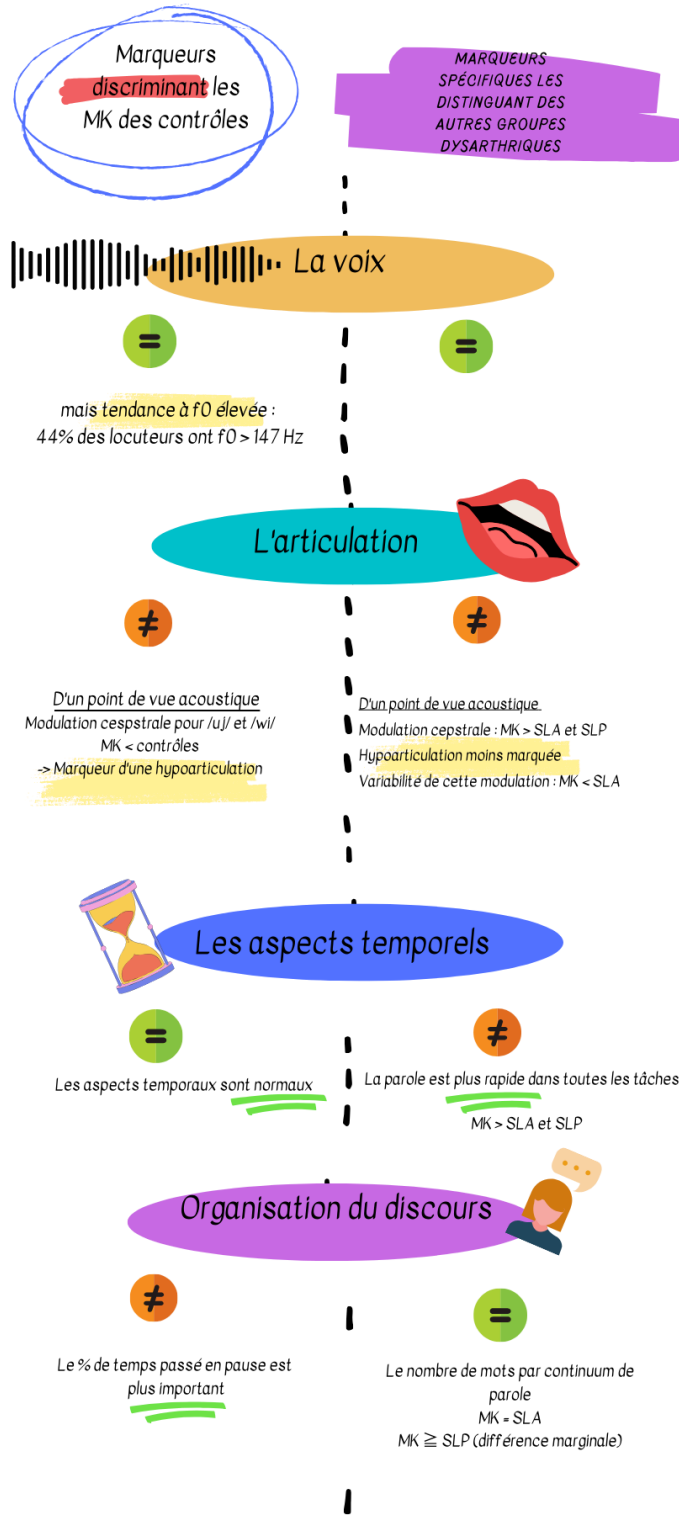 Marqueurs
discriminant les
MK des contrôles
MARQUEURS
SPÉCIFIQUES LES
DISTINGUANT DES
AUTRES GROUPES
DYSARTHRIQUES
La voix
=
=
mais tendance à f0 élevée :
44% des locuteurs ont f0 > 147 Hz
L'articulation
≠
≠
D'un point de vue acoustique
Modulation cespstrale pour /uj/ et /wi/
MK < contrôles
-> Marqueur d'une hypoarticulation
D'un point de vue acoustique
Modulation cepstrale : MK > SLA et SLP
Hypoarticulation moins marquée
Variabilité de cette modulation : MK < SLA
Les aspects temporels
=
≠
Les aspects temporaux sont normaux
La parole est plus rapide dans toutes les tâches
MK > SLA et SLP
Organisation du discours
≠
=
Le % de temps passé en pause est
plus important
Le nombre de mots par continuum de
parole
MK = SLA
MK ≧ SLP (différence marginale)